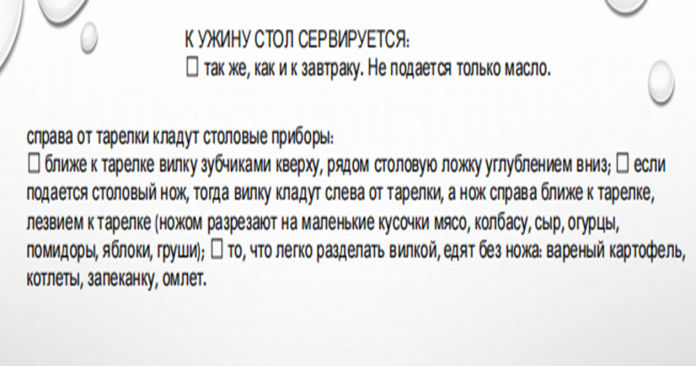 К УЖИНУ СТОЛ СЕРВИРУЕТСЯ:
☐ так же, как и к завтраку. Не подается только масло.
справа от тарелки кладут столовые приборы:
☐ ближе к тарелке вилку зубчиками кверху, рядом столовую ложку углублением вниз; ☐ если
подается столовый нож, тогда вилку кладут слева от тарелки, а нож справа ближе к тарелке,
лезвием к тарелке (ножом разрезают на маленькие кусочки мясо, колбасу, сыр, огурцы,
помидоры, яблоки, груши); ☐ то, что легко разделать вилкой, едят без ножа: вареный картофель,
котлеты, запеканку, омлет.